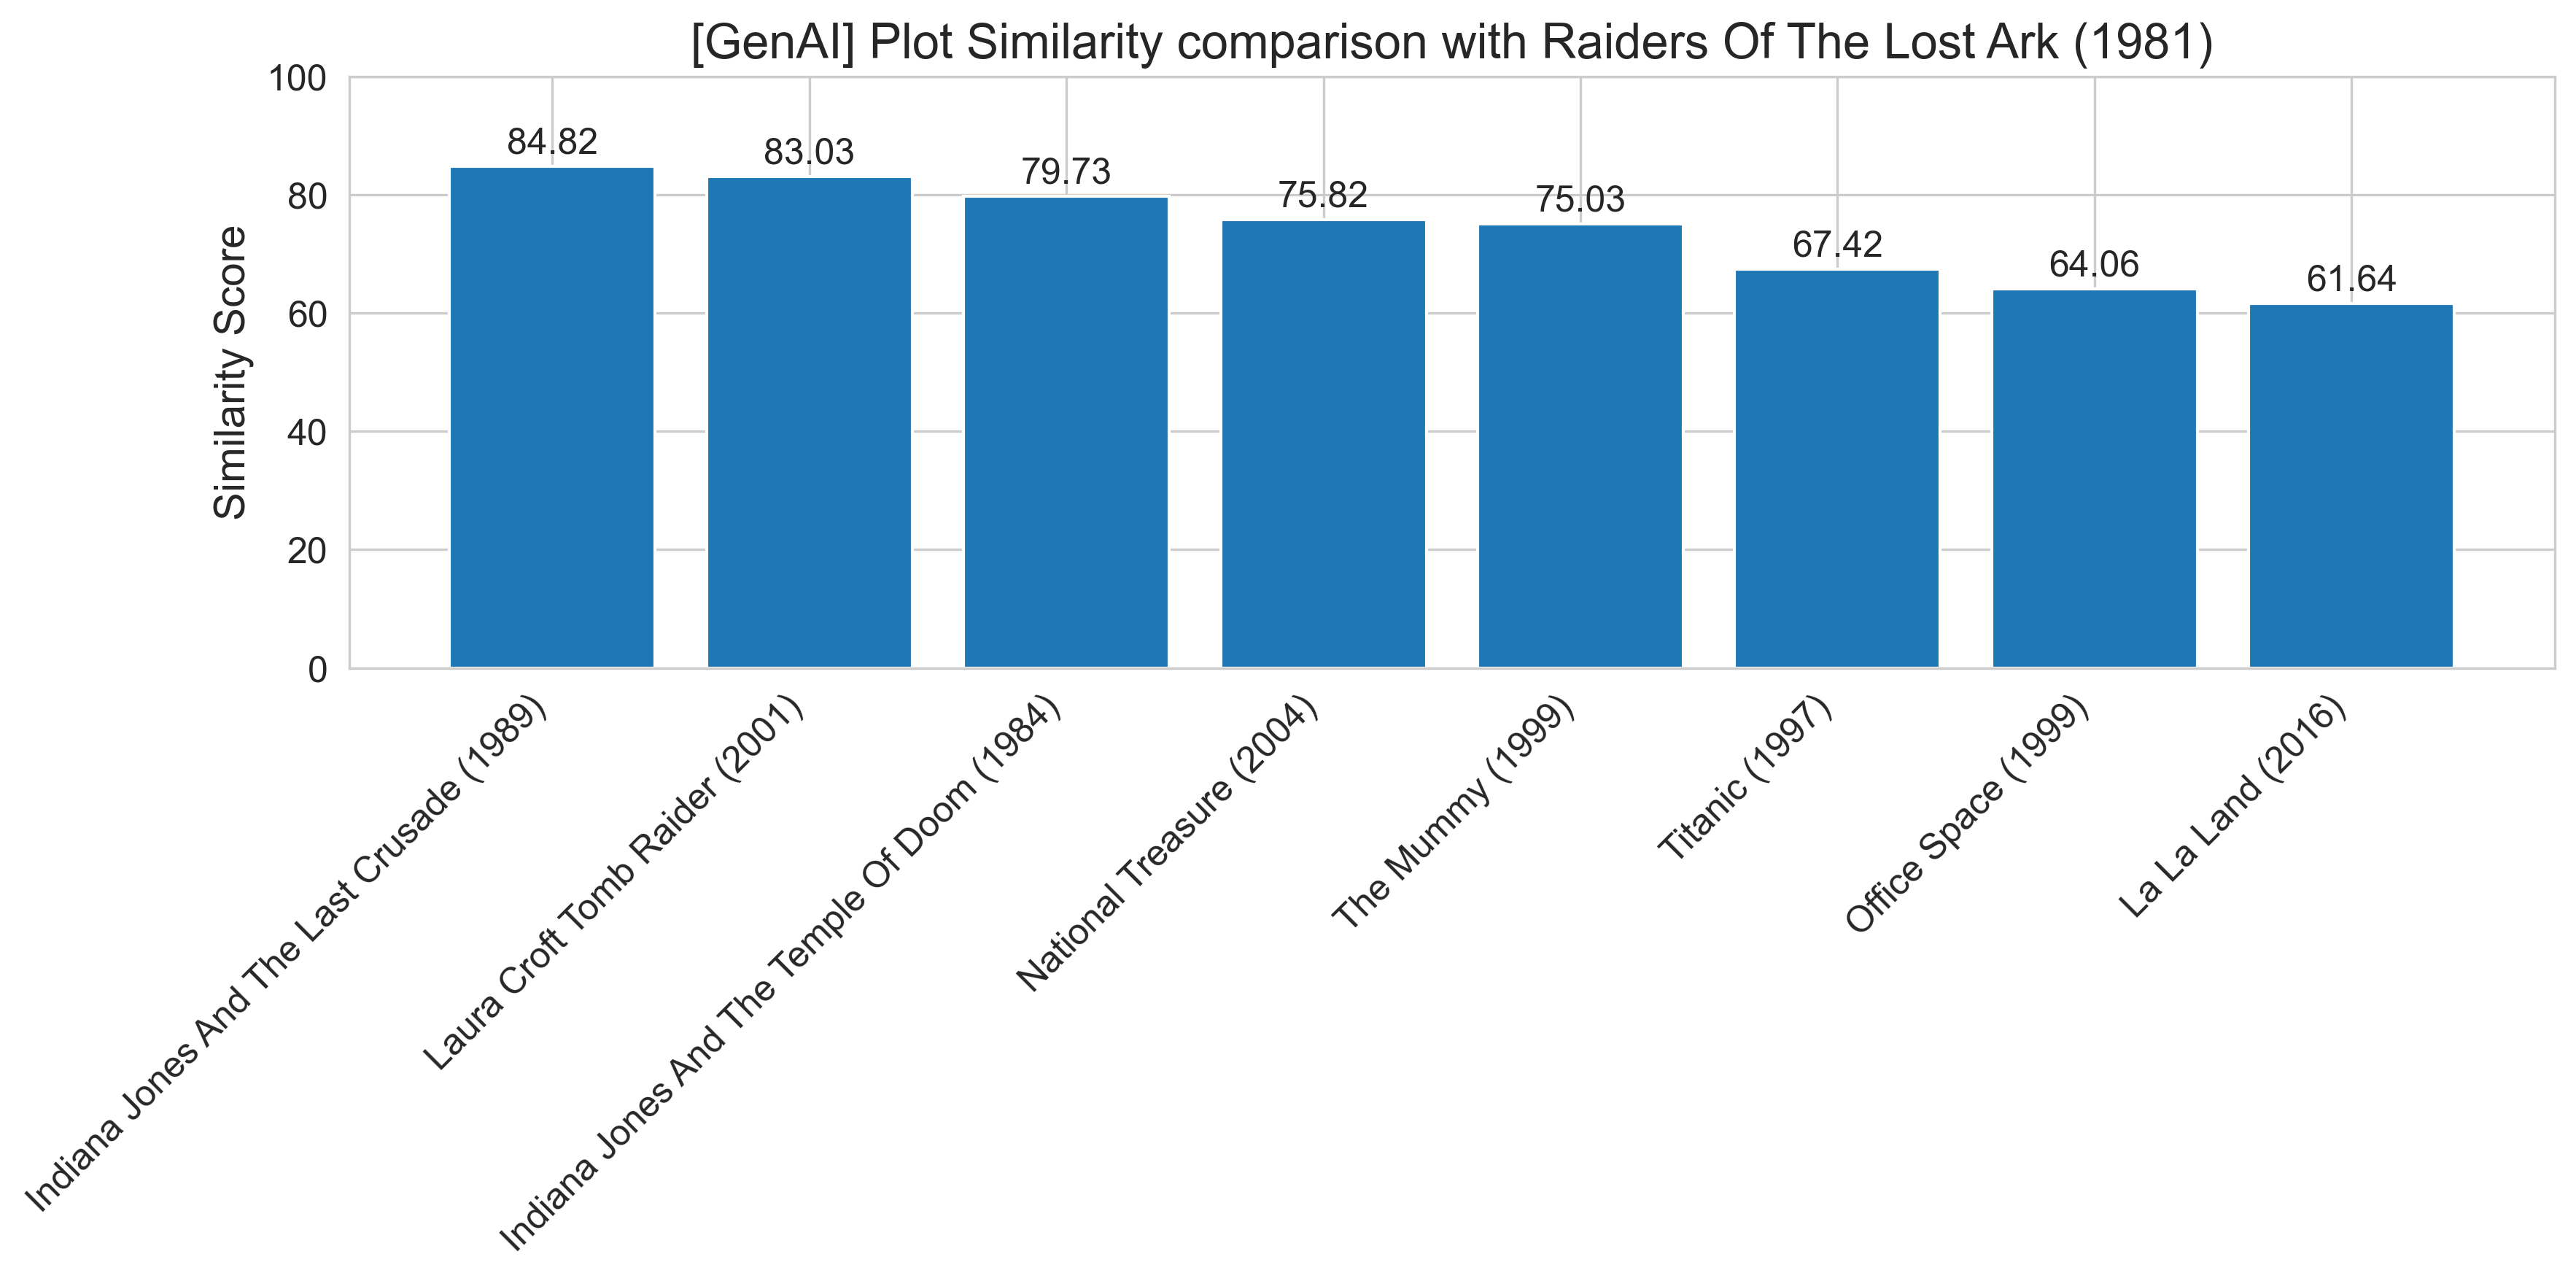 [GenAI] Plot Similarity comparison with Raiders Of The Lost Ark (1981)
Similarity Score
100
80
60
40
20
0
84.82
83.03
79.73
75.82
75.03
67.42
64.06
61.64
Indiana Jones And The Last Crusade (1989)
Laura Croft Tomb Raider (2001)
Indiana Jones And The Temple Of Doom (1984)
National Treasure (2004)
The Mummy (1999)
Titanic (1997)
Office Space (1999)
La La Land (2016)